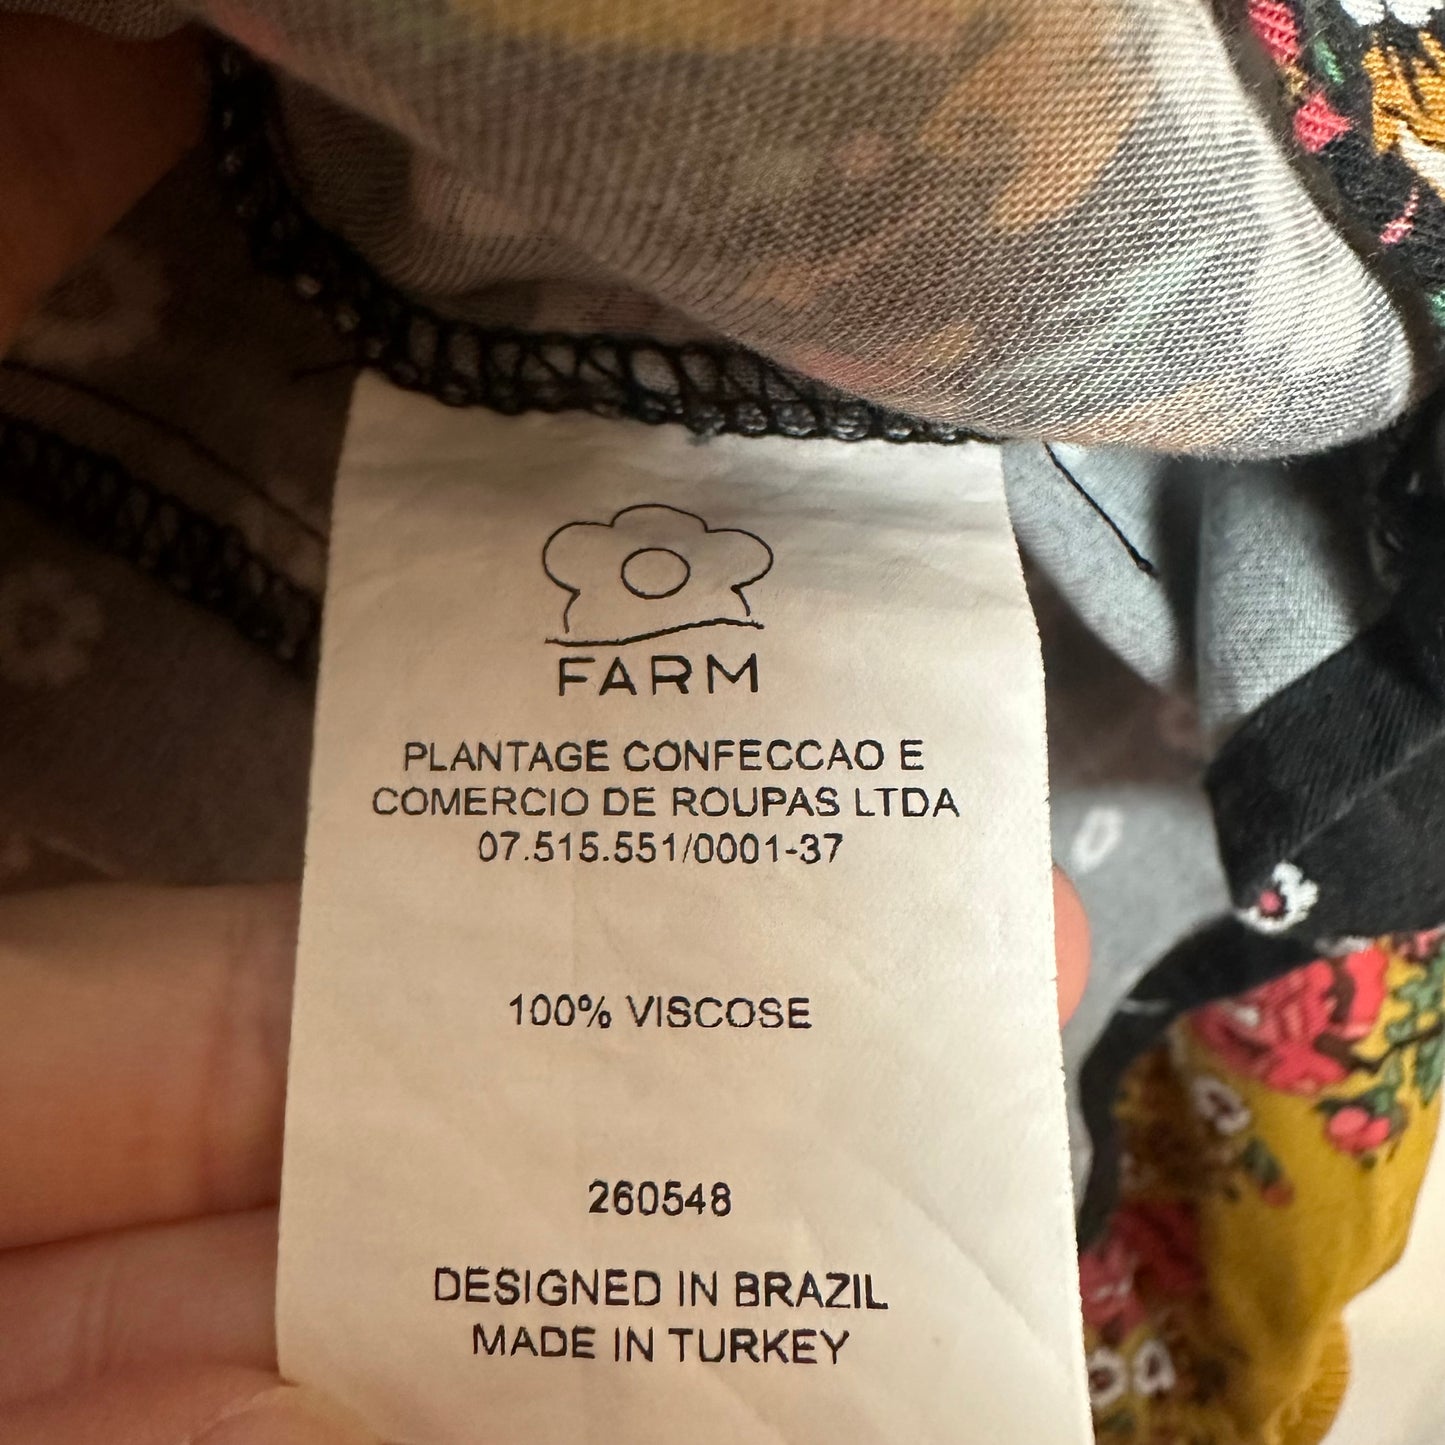 FARM
PLANTAGE CONFECCAO E
COMERCIO DE ROUPAS LTDA
07.515.551/0001-37
100% VISCOSE
260548
DESIGNED IN BRAZIL
MADE IN TURKEY